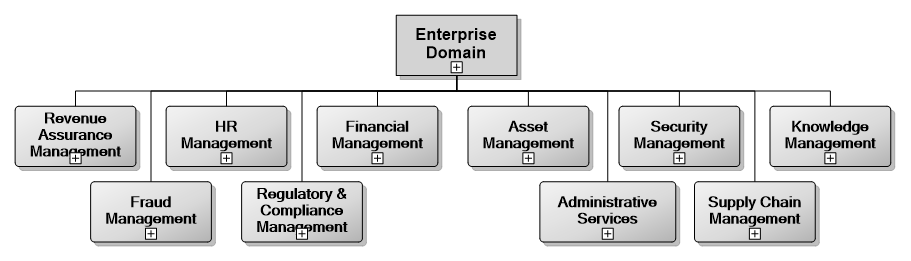 Enterprise
Domain
Revenue
Assurance
Management
HR
Management
Financial
Management
Asset
Management
Security
Management
Knowledge
Management
Fraud
Management
Regulatory &
Compliance
Management
Administrative
Services
Supply Chain
Management